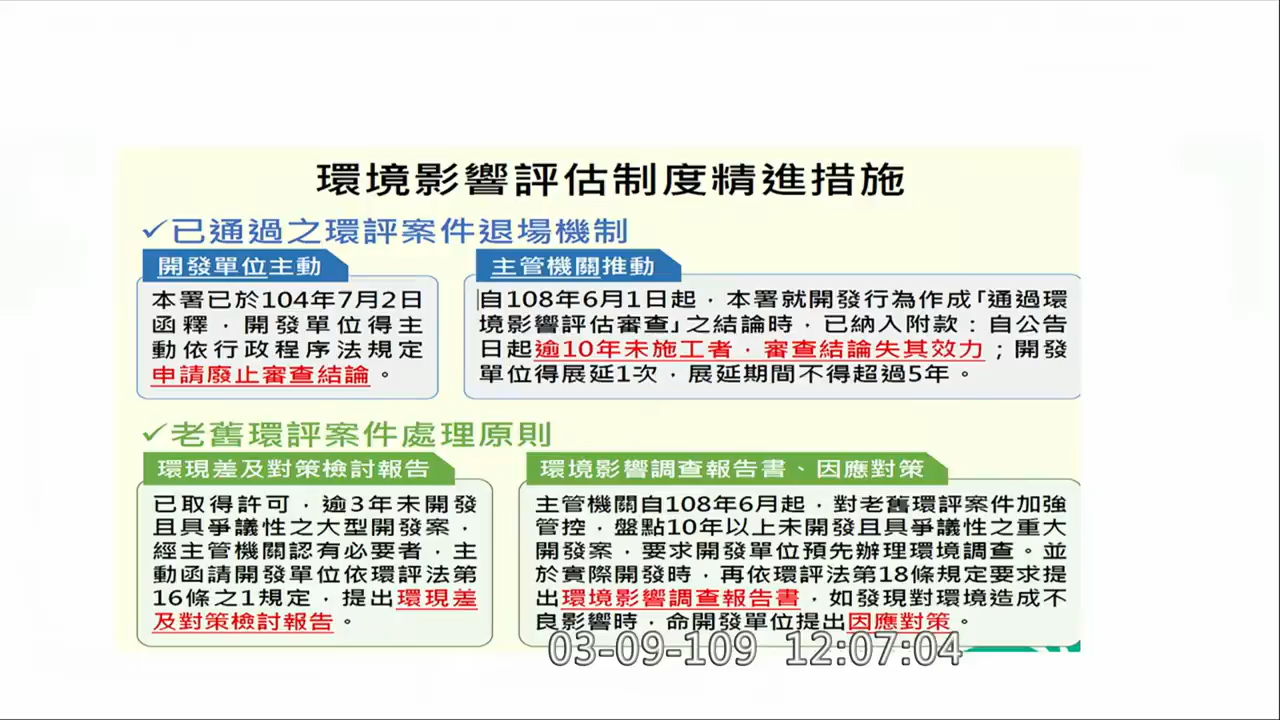 環境影響評估制度精進措施
✓已通過之環評案件退場機制
開發單位主動
本署已於104年7月2日
函釋，開發單位得主
動依行政程序法規定
申請廢止審查結論。
主管機關推動
自108年6月1日起，本署就開發行為作成「通過環
境影響評估審查」之結論時，已納入附款：自公告
日起逾10年未施工者，審查結論失其效力；開發
單位得展延1次，展延期間不得超過5年。
✓老舊環評案件處理原則
環現差及對策檢討報告
已取得許可，逾3年未開發
且具爭議性之大型開發案，
經主管機關認有必要者，主
動函請開發單位依環評法第
16條之1規定，提出環現差
及對策檢討報告。
環境影響調查報告書、因應對策
主管機關自108年6月起，對老舊環評案件加強
管控，盤點10年以上未開發且具爭議性之重大
開發案，要求開發單位預先辦理環境調查。並
於實際開發時，再依環評法第18條規定要求提
出環境影響調查報告書，如發現對環境造成不
良影響時，命開發單位提出因應對策。
03-09-109 12:07:04